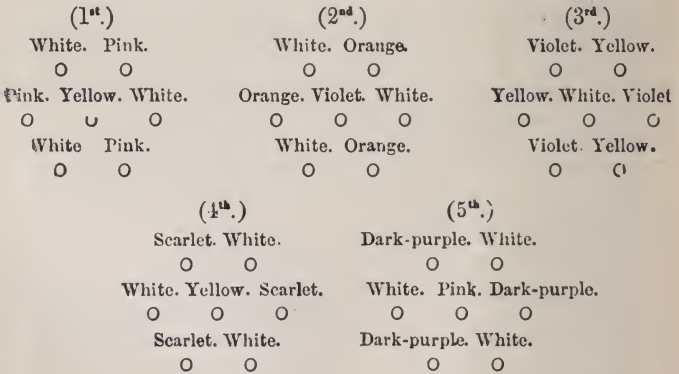 (1st.) (2nd.) (3rd.)
White. Pink. White. Orange. Violet. Yellow.
O O O O O O
Pink. Yellow. White. Orange. Violet. White. Yellow. White. Violet
O O O O O O O O O
White Pink. White. Orange. Violet. Yellow.
O O O O O O
(4th.) (5th.)
Scarlet. White. Dark-purple. White.
O O O O
White. Yellow. Scarlet. White. Pink. Dark-purple.
O O O O O O
Scarlet. White. Dark-purple. White.
O O O O